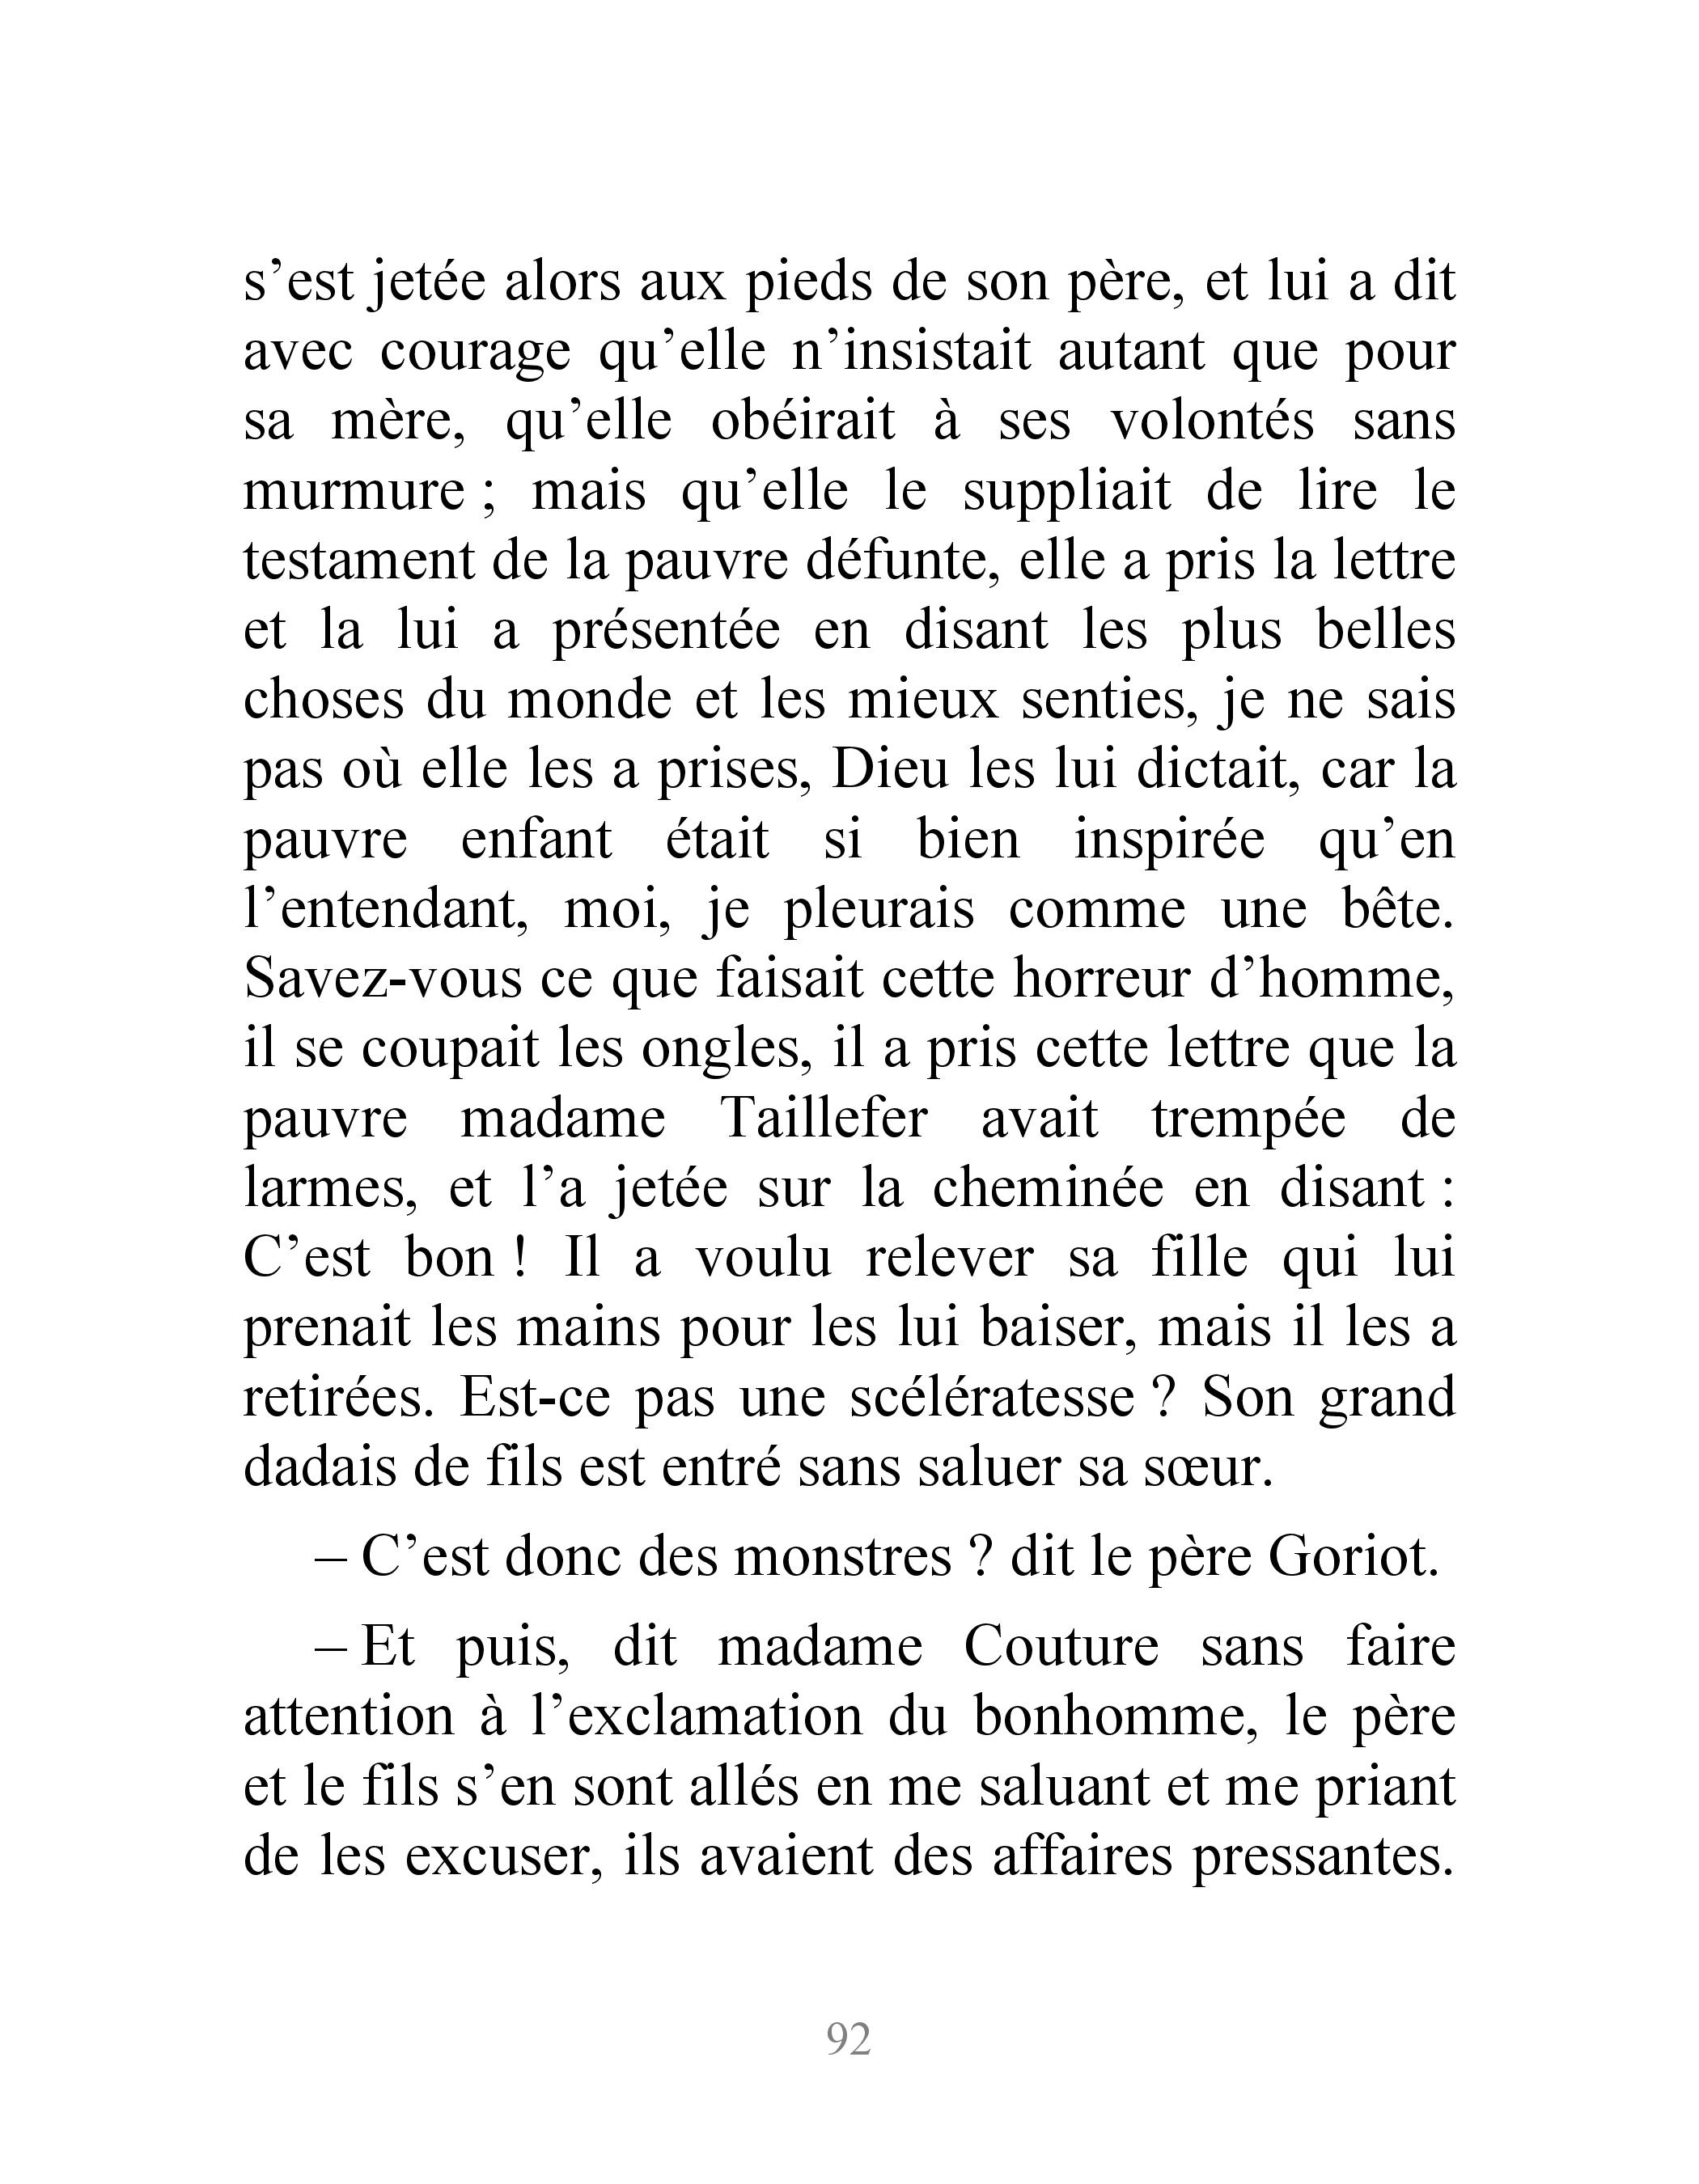 s’est jetée alors aux pieds de son père, et lui a dit
avec courage qu’elle n’insistait autant que pour
sa mère, qu’elle obéirait à ses volontés sans
murmure ; mais qu’elle le suppliait de lire le
testament de la pauvre défunte, elle a pris la lettre
et la lui a présentée en disant les plus belles
choses du monde et les mieux senties, je ne sais
pas où elle les a prises, Dieu les lui dictait, car la
pauvre enfant était si bien inspirée qu’en
l’entendant, moi, je pleurais comme une bête.
Savez-vous ce que faisait cette horreur d’homme,
il se coupait les ongles, il a pris cette lettre que la
pauvre madame Taillefer avait trempée de
larmes, et l’a jetée sur la cheminée en disant :
C’est bon ! Il a voulu relever sa fille qui lui
prenait les mains pour les lui baiser, mais il les a
retirées. Est-ce pas une scélératesse ? Son grand
dadais de fils est entré sans saluer sa sœur.
– C’est donc des monstres ? dit le père Goriot.
– Et puis, dit madame Couture sans faire
attention à l’exclamation du bonhomme, le père
et le fils s’en sont allés en me saluant et me priant
de les excuser, ils avaient des affaires pressantes.
92